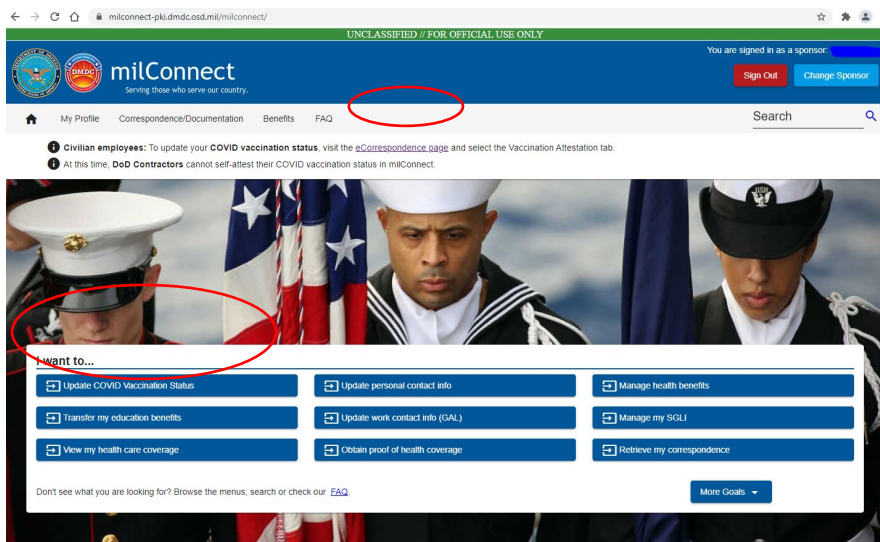 milconnect-pki.dmdc.osd.mil/milconnect/
UNCLASSIFIED // FOR OFFICIAL USE ONLY
You are signed in as a sponsor:
DMDC
milConnect
Serving those who serve our country.
Sign Out
Change Sponsor
My Profile
Correspondence/Documentation
Benefits
FAQ
Search
Civilian employees: To update your COVID vaccination status, visit the eCorrespondence page and select the Vaccination Attestation tab.
At this time, DoD Contractors cannot self-attest their COVID vaccination status in milConnect.
I want to...
Update COVID Vaccination Status
Update personal contact info
Manage health benefits
Transfer my education benefits
Update work contact info (GAL)
Manage my SGLI
View my health care coverage
Obtain proof of health coverage
Retrieve my correspondence
Don't see what you are looking for? Browse the menus, search or check our FAQ.
More Goals